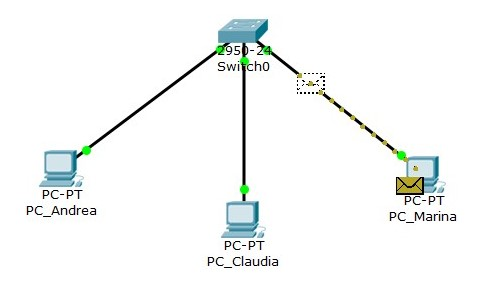 2950-24
Switch0
PC-PT
PC_Andrea
PC-PT
PC_Claudia
PC-PT
PC_Marina